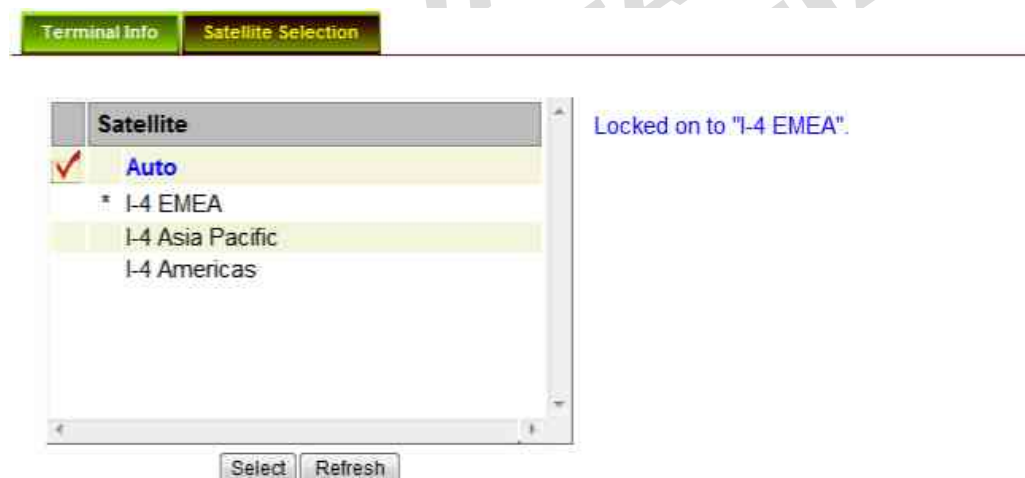 Terminal Info Satellite Selection
Satellite
Locked on to "I-4 EMEA".
Auto
* I-4 EMEA
I-4 Asia Pacific
I-4 Americas
Select Refresh